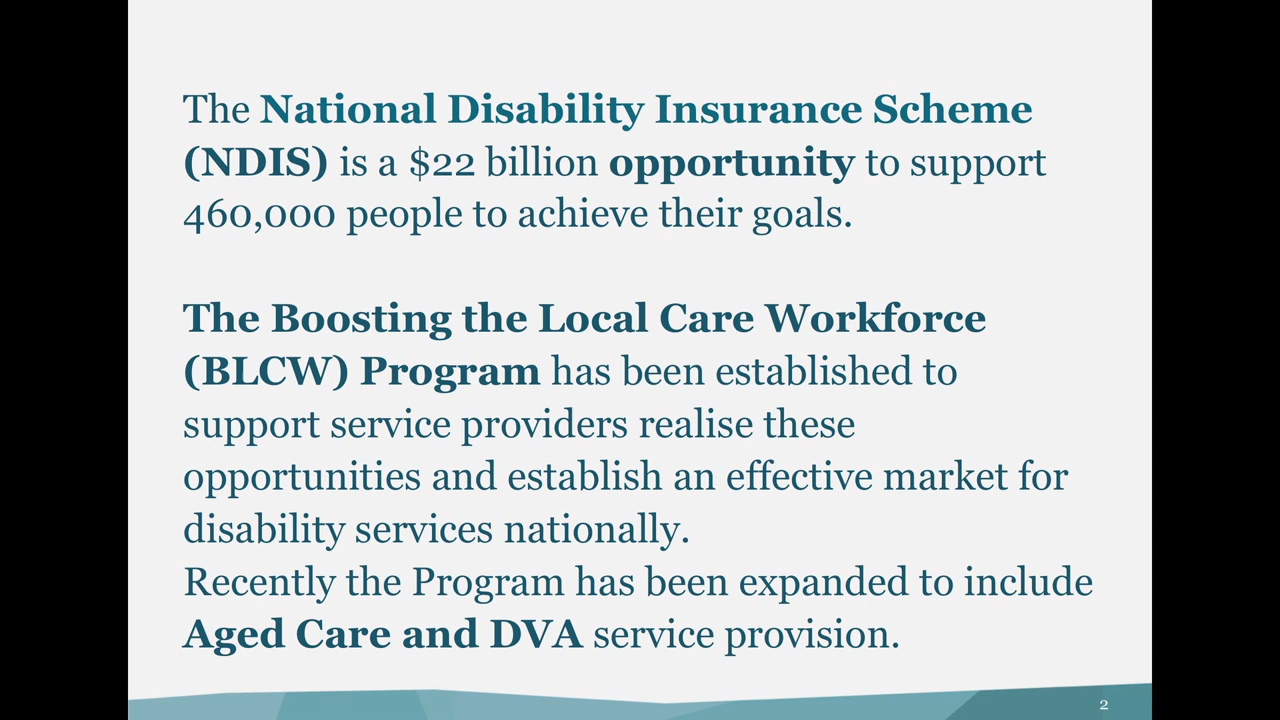 The National Disability Insurance Scheme
(NDIS) is a $22 billion opportunity to support
460,000 people to achieve their goals.
The Boosting the Local Care Workforce
(BLCW) Program has been established to
support service providers realise these
opportunities and establish an effective market for
disability services nationally.
Recently the Program has been expanded to include
Aged Care and DVA service provision.
2